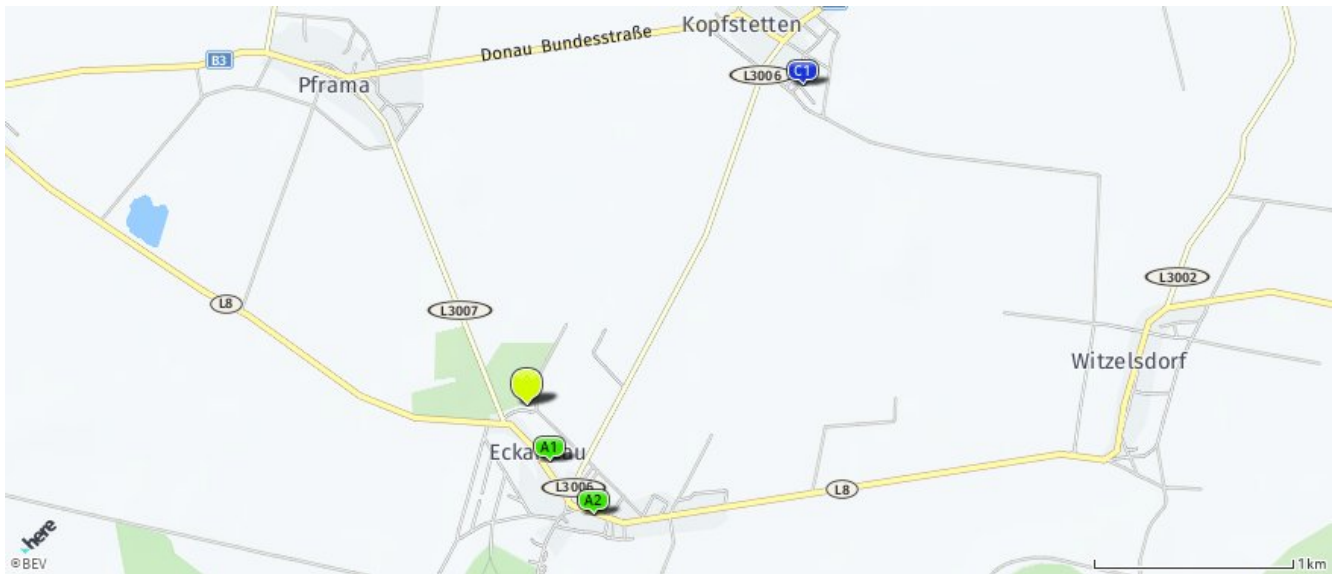 Kopfstetten
Donau Bundesstraße
B3
L3006
C1
Pframa
L3002
L8
L3007
Witzelsdorf
A1
L3006
A2
L8
here
©BEV
1km